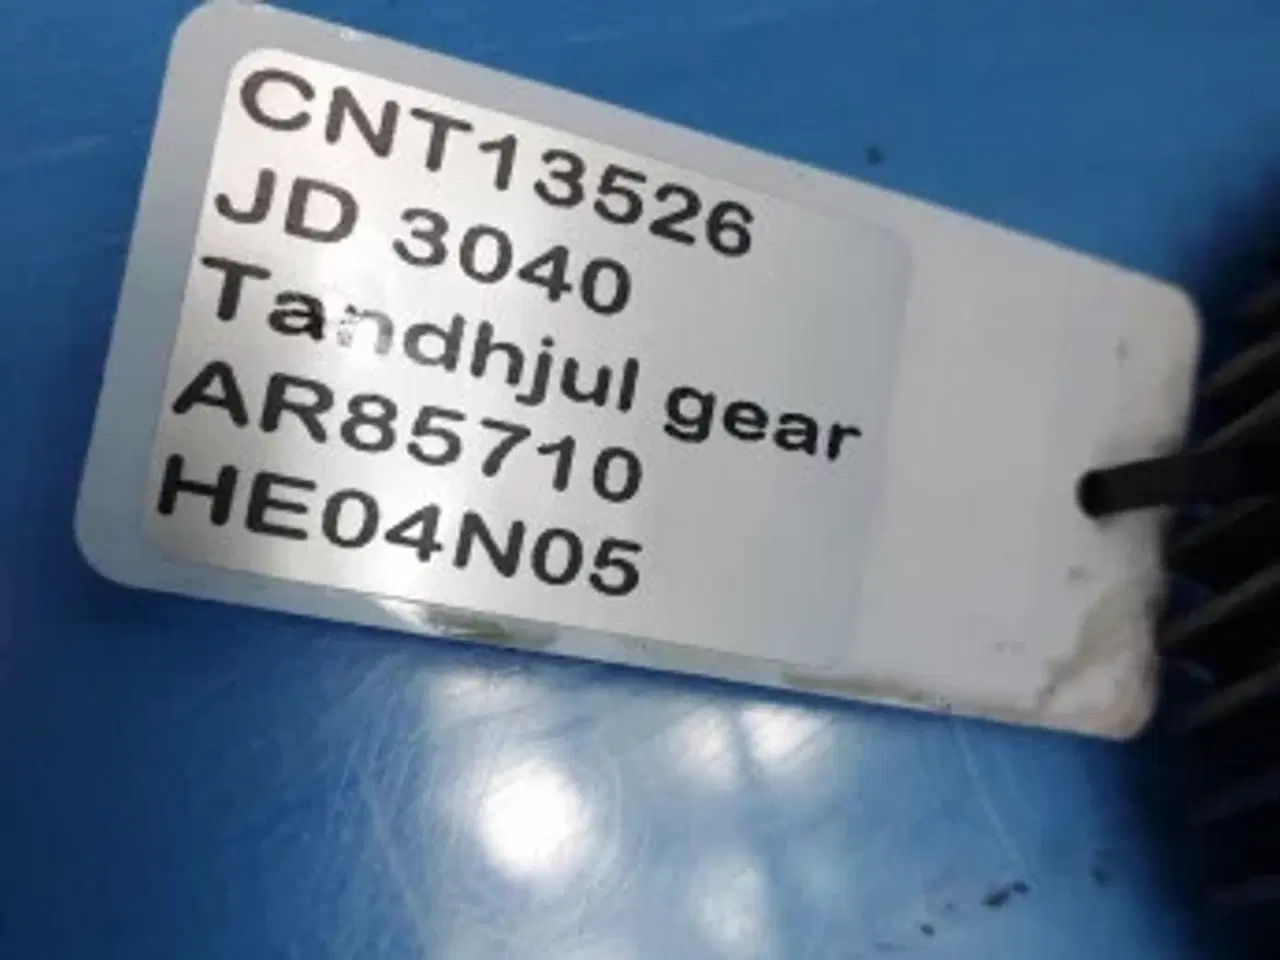 CNT13526
JD 3040
Tandhjul gear
AR85710
HE04N05